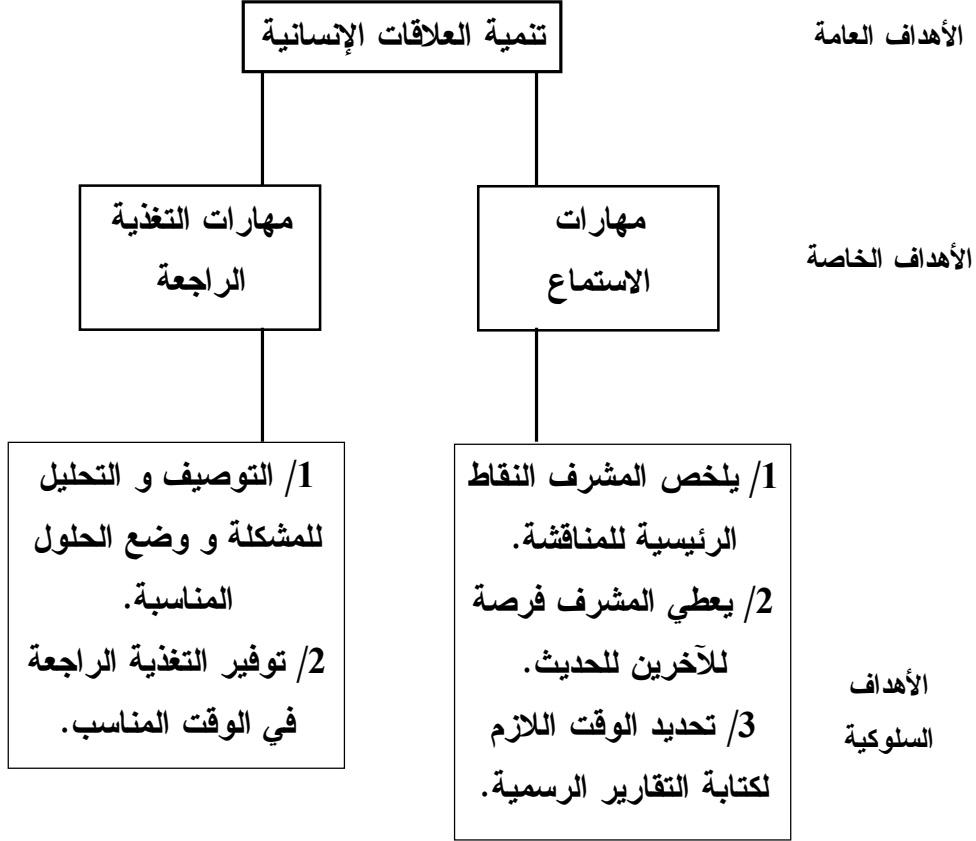 الأهداف العامة
تنمية العلاقات الإنسانية
الأهداف الخاصة
مهارات
الاستماع
مهارات التغذية
الراجعة
الأهداف
السلوكية
1/ يلخص المشرف النقاط
الرئيسية للمناقشة.
2/ يعطي المشرف فرصة
للآخرين للحديث.
3/ تحديد الوقت اللازم
لكتابة التقارير الرسمية.
1/ التوصيف و التحليل
للمشكلة و وضع الحلول
المناسبة.
2/ توفير التغذية الراجعة
في الوقت المناسب.